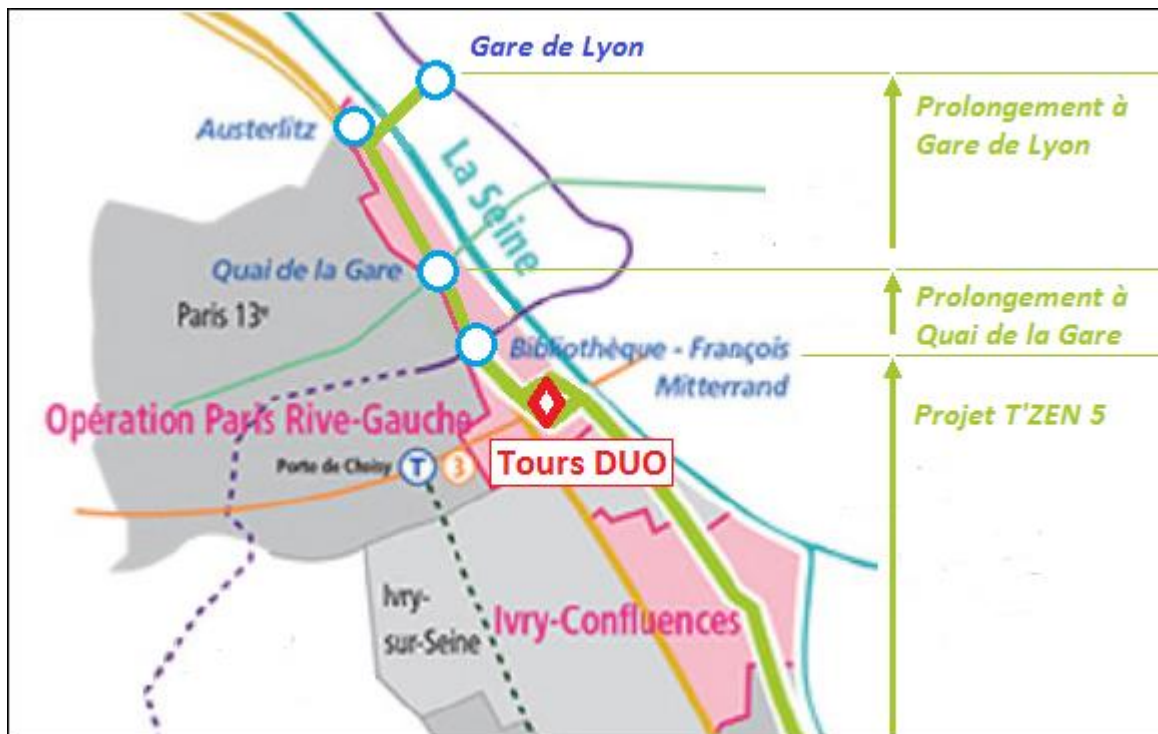 Gare de Lyon
Prolongement à
Gare de Lyon
Austerlitz
La Seine
Quai de la Gare
Paris 13e
Prolongement à
Quai de la Gare
Bibliothèque - François
Mitterrand
Opération Paris Rive-Gauche
Projet T'ZEN 5
Porte de Choisy
T
3
Tours DUO
Ivry-
sur-Seine
Ivry-Confluences